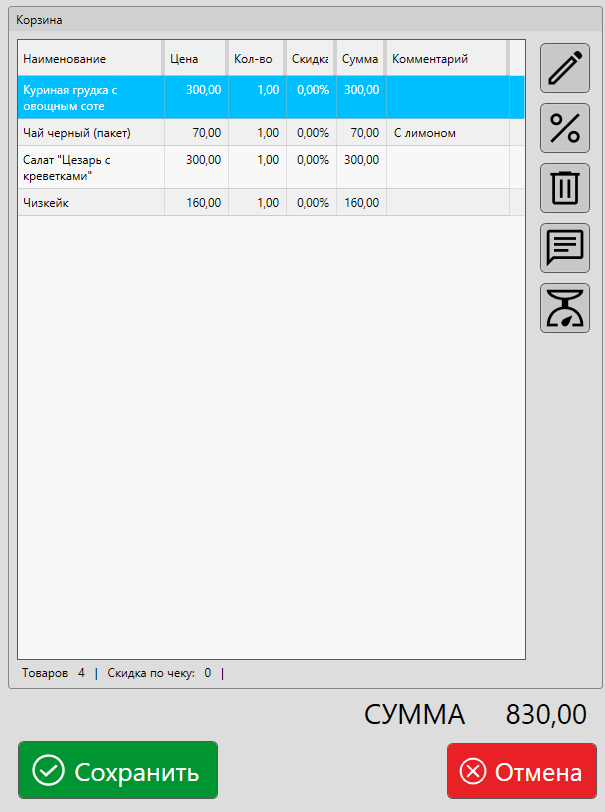 Корзина
Наименование Цена Кол-во Скидка Сумма Комментарий
Куриная грудка с 300,00 1,00 0,00% 300,00
овощным соте
Чай черный (пакет) 70,00 1,00 0,00% 70,00 С лимоном
Салат "Цезарь с 300,00 1,00 0,00% 300,00
креветками"
Чизкейк 160,00 1,00 0,00% 160,00
Товаров 4 | Скидка по чеку: 0 |
СУММА 830,00
Сохранить Отмена